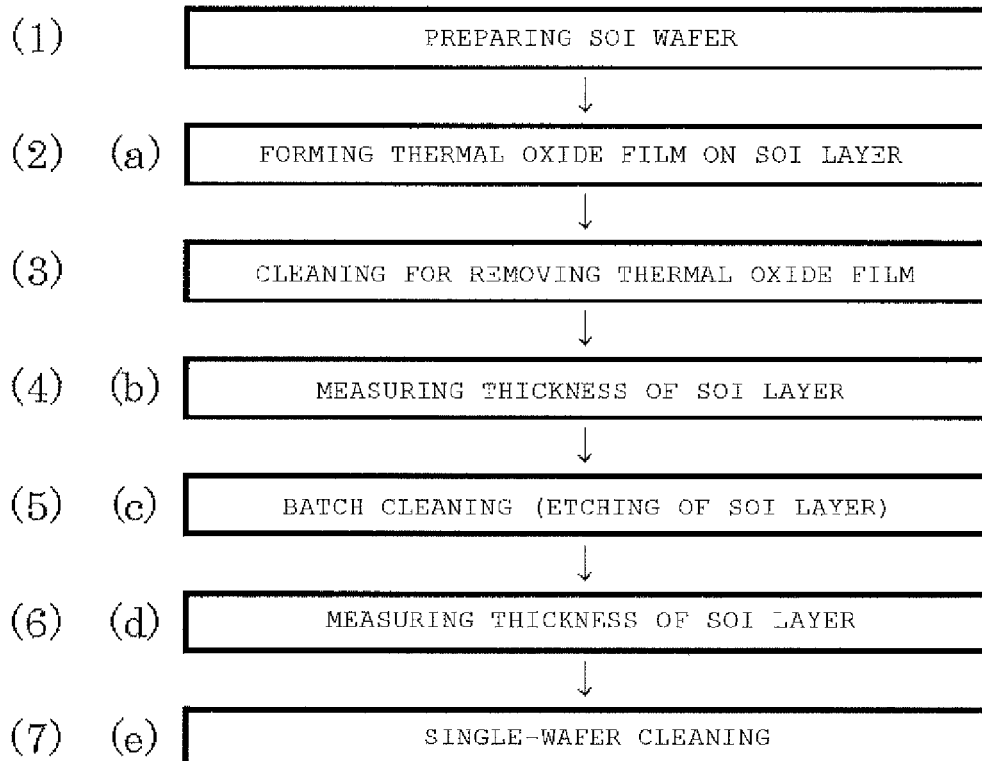 (1) PREPARING SOI WAFER
(2) (a) FORMING THERMAL OXIDE FILM ON SOI LAYER
(3) CLEANING FOR REMOVING THERMAL OXIDE FILM
(4) (b) MEASURING THICKNESS OF SOI LAYER
(5) (c) BATCH CLEANING (ETCHING OF SOI LAYER)
(6) (d) MEASURING THICKNESS OF SOI LAYER
(7) (e) SINGLE-WAFER CLEANING